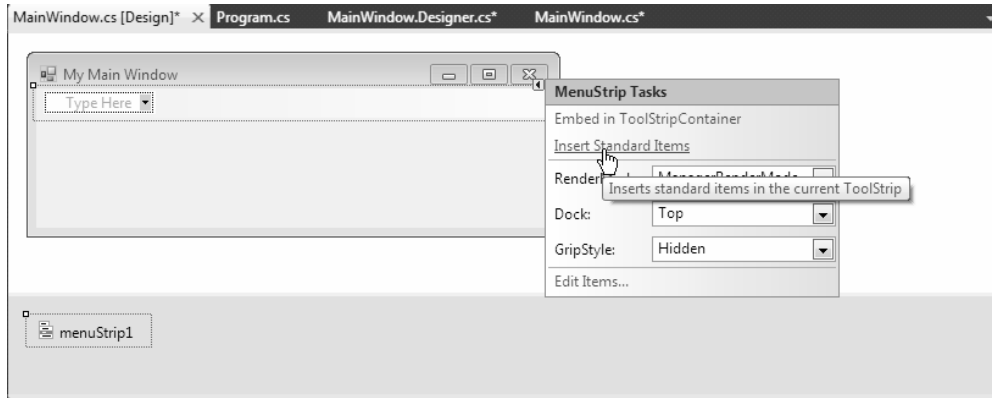 MainWindow.cs [Design]* × Program.cs MainWindow.Designer.cs* MainWindow.cs*
My Main Window
Type Here
MenuStrip Tasks
Embed in ToolStripContainer
Insert Standard Items
Inserts standard items in the current ToolStrip
Dock: Top
GripStyle: Hidden
Edit Items...
menuStrip1